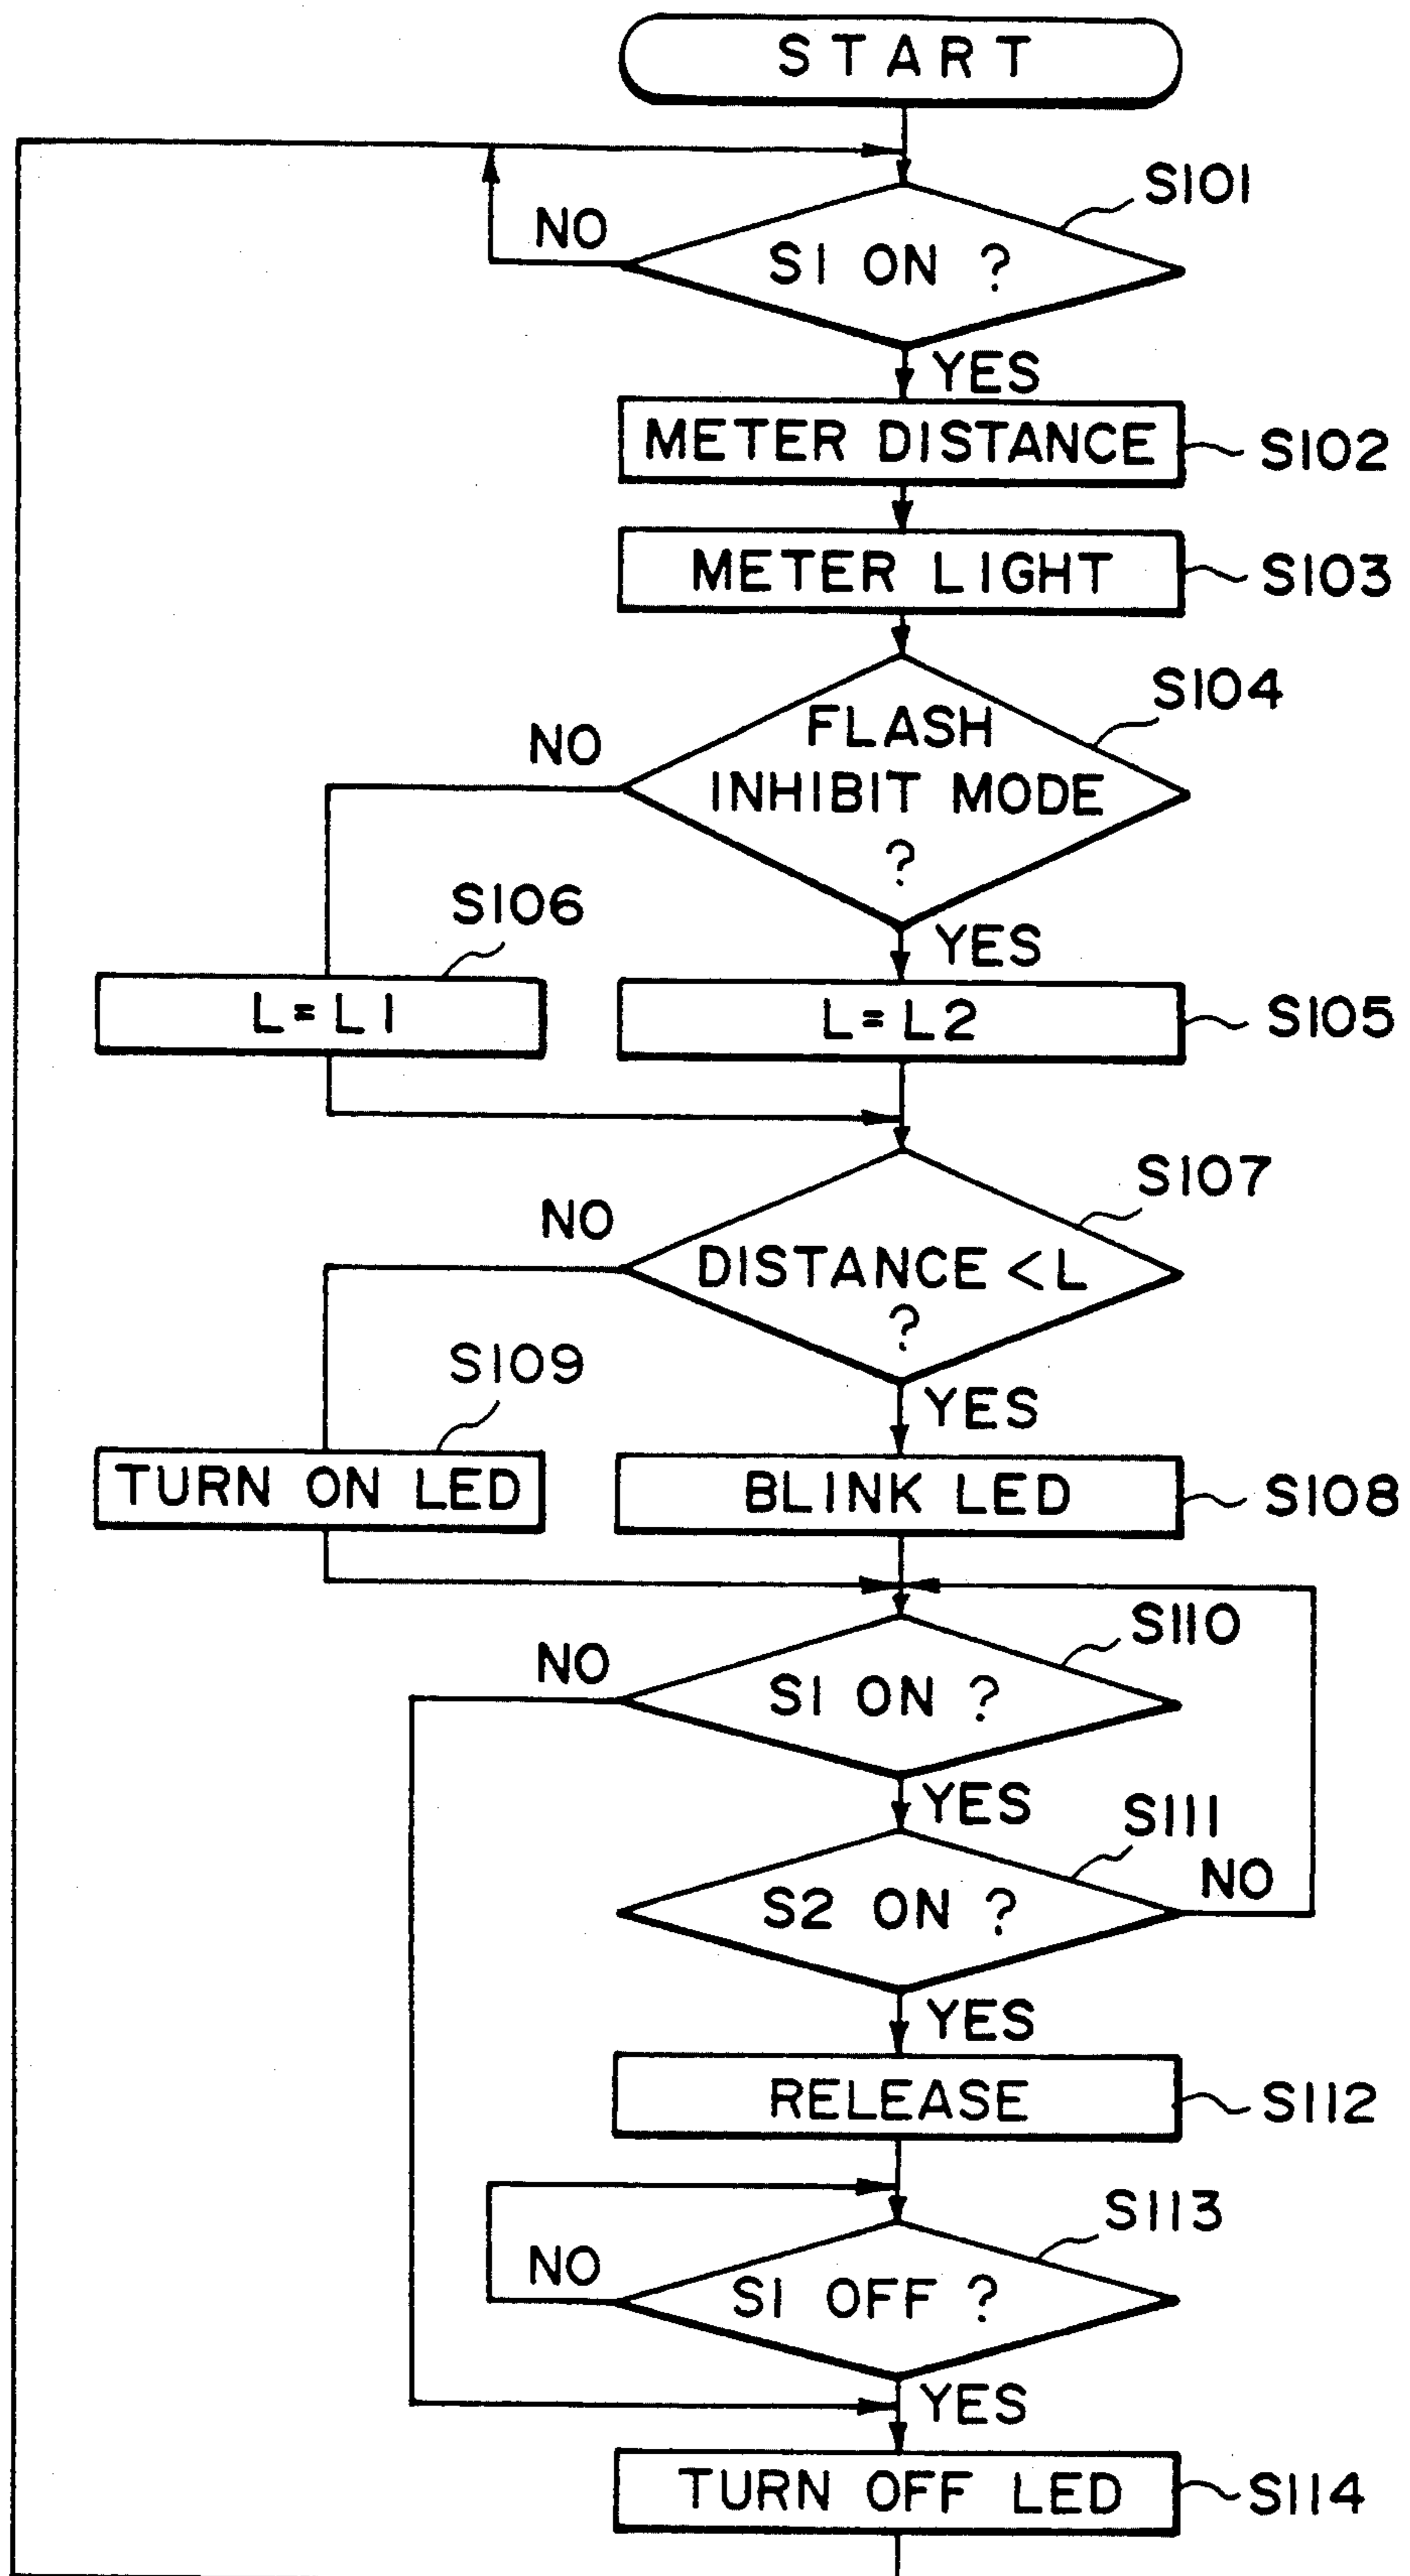 START
S101
NO
S1 ON ?
YES
METER DISTANCE
S102
METER LIGHT
S103
S104
NO
FLASH
INHIBIT MODE
?
S106
YES
L=L1
L=L2
S105
S107
NO
DISTANCE <L
?
S109
YES
TURN ON LED
BLINK LED
S108
S110
NO
S1 ON ?
YES
S111
NO
S2 ON ?
YES
RELEASE
S112
S113
NO
S1 OFF ?
YES
TURN OFF LED
S114